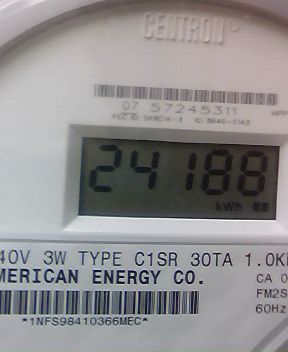 CENTRON
07 57245311
24188
kWh
40V 3W TYPE C1SR 30TA 1.0K
MERICAN ENERGY CO.
CA 0
FM2S
60Hz
*1NFS98410366MEC*